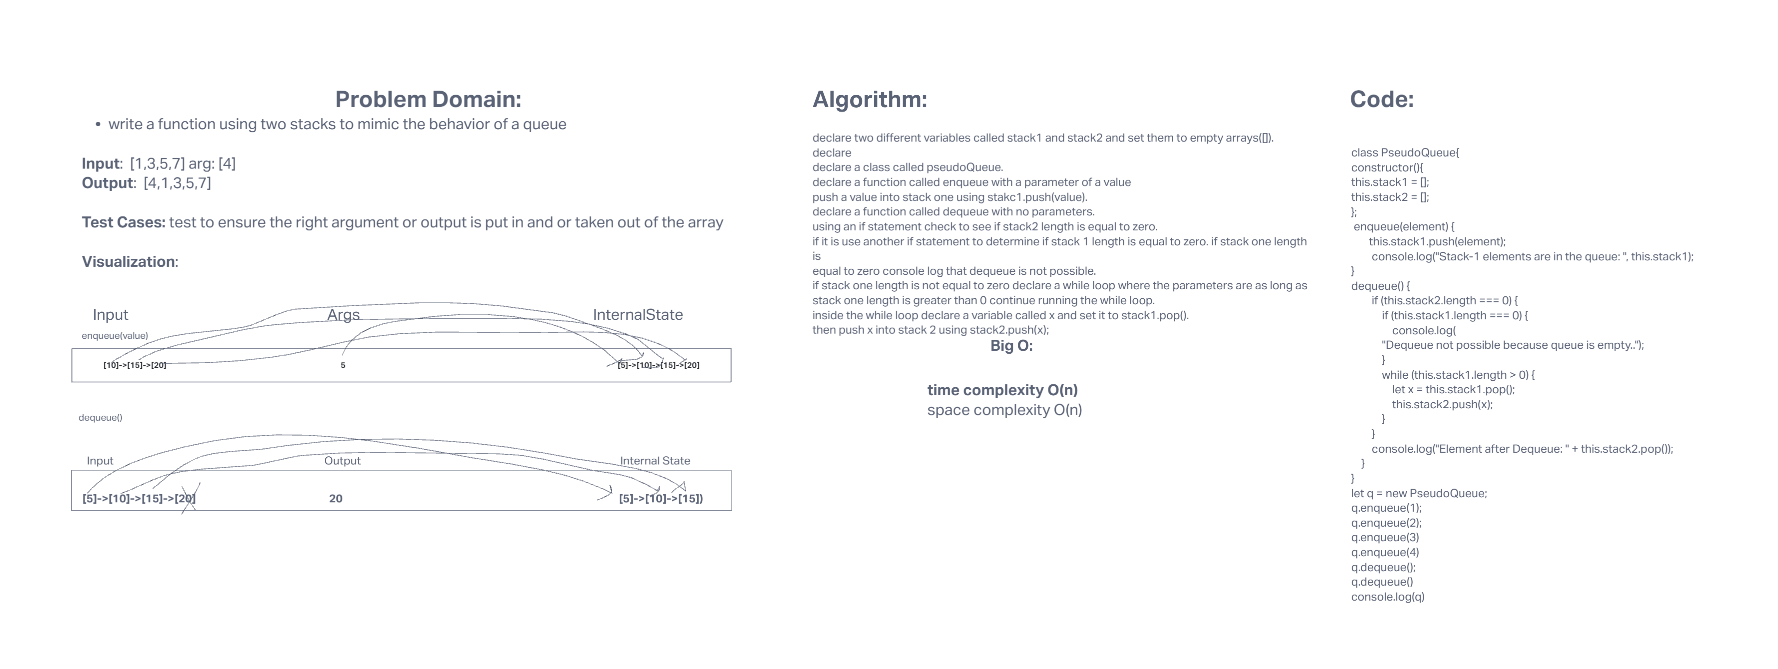 Problem Domain:
• write a function using two stacks to mimic the behavior of a queue
Input: [1,3,5,7] arg: [4]
Output: [4,1,3,5,7]
Test Cases: test to ensure the right argument or output is put in and or taken out of the array
Visualization:
Input Args InternalState
enqueue(value)
[10]->[15]->[20] 5 [5]->[10]->[15]->[20]
dequeue()
Input Output Internal State
[5]->[10]->[15]->[20] 20 [5]->[10]->[15])
Algorithm:
declare two different variables called stack1 and stack2 and set them to empty arrays([]).
declare
declare a class called pseudoQueue.
declare a function called enqueue with a parameter of a value
push a value into stack one using stakc1.push(value).
declare a function called dequeue with no parameters.
using an if statement check to see if stack2 length is equal to zero.
if it is use another if statement to determine if stack 1 length is equal to zero. if stack one length
is
equal to zero console log that dequeue is not possible.
if stack one length is not equal to zero declare a while loop where the parameters are as long as
stack one length is greater than 0 continue running the while loop.
inside the while loop declare a variable called x and set it to stack1.pop().
then push x into stack 2 using stack2.push(x);
Big O:
time complexity O(n)
space complexity O(n)
Code:
class PseudoQueue{
constructor(){
this.stack1 = [];
this.stack2 = [];
};
enqueue(element) {
this.stack1.push(element);
console.log("Stack-1 elements are in the queue: ", this.stack1);
}
dequeue() {
if (this.stack2.length === 0) {
if (this.stack1.length === 0) {
console.log(
"Dequeue not possible because queue is empty..");
}
while (this.stack1.length > 0) {
let x = this.stack1.pop();
this.stack2.push(x);
}
}
console.log("Element after Dequeue: " + this.stack2.pop());
}
}
let q = new PseudoQueue;
q.enqueue(1);
q.enqueue(2);
q.enqueue(3)
q.enqueue(4)
q.dequeue();
q.dequeue()
console.log(q)